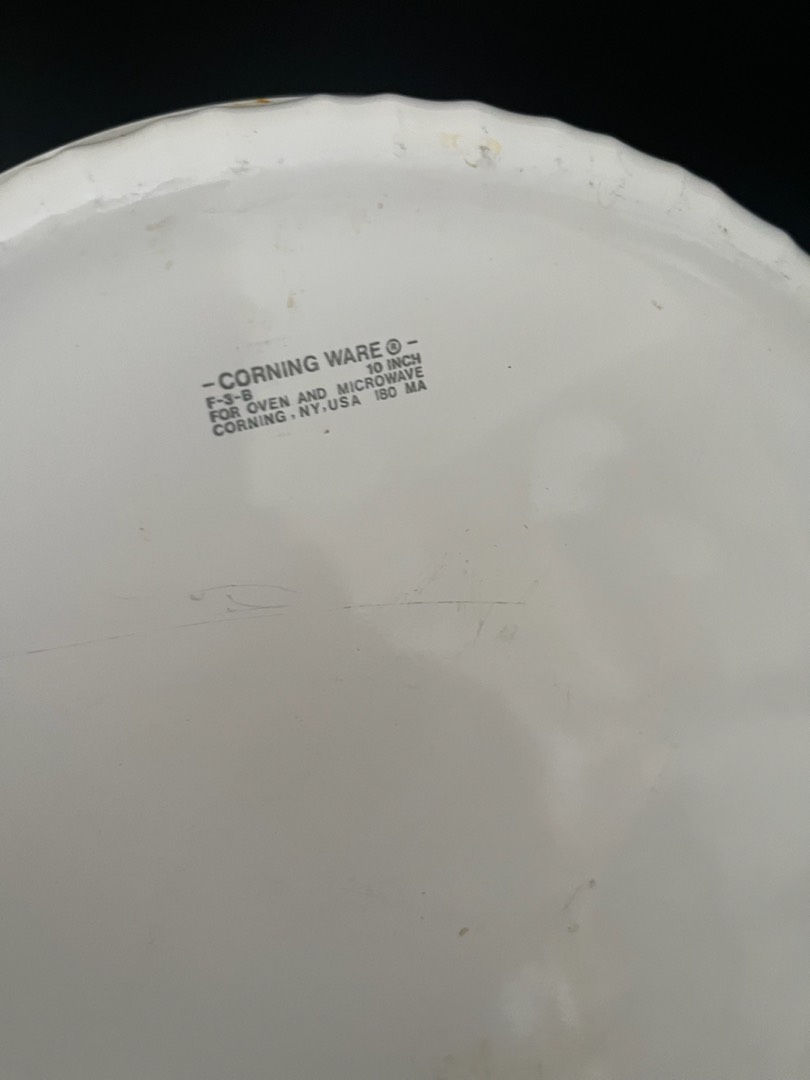 - CORNING WARE ® -
F-3-B 10 INCH
FOR OVEN AND MICROWAVE
CORNING, NY, USA 180 MA